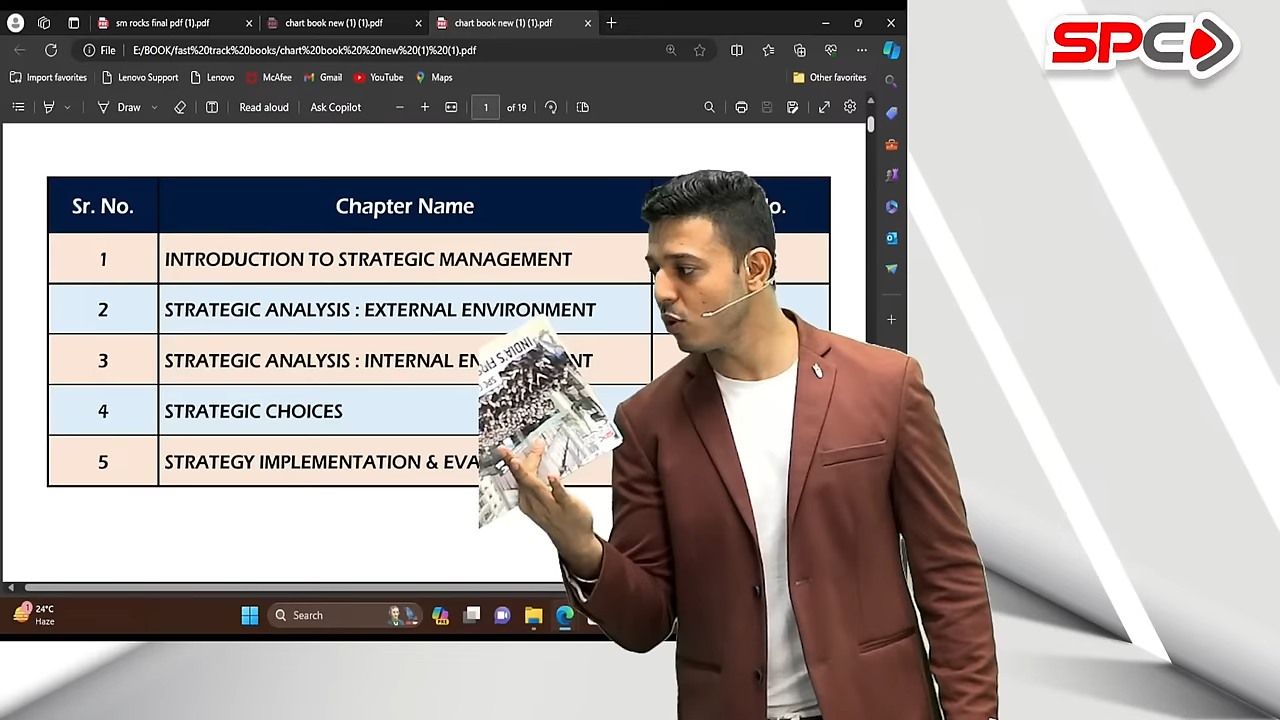 sm rocks final pdf (1).pdf
chart book new (1) (1).pdf
chart book new (1) (1).pdf
File
E:/BOOK/fast%20track%20books/chart%20book%20new%20(1)%20(1).pdf
Import favorites
Lenovo Support
Lenovo
McAfee
Gmail
YouTube
Maps
Other favorites
Draw
Read aloud
Ask Copilot
1
of 19
SPC
Sr. No.
Chapter Name
o.
1
INTRODUCTION TO STRATEGIC MANAGEMENT
2
STRATEGIC ANALYSIS : EXTERNAL ENVIRONMENT
3
STRATEGIC ANALYSIS : INTERNAL EN
NT
4
STRATEGIC CHOICES
5
STRATEGY IMPLEMENTATION & EVA
INDIA'S
1
24°C
Haze
Search